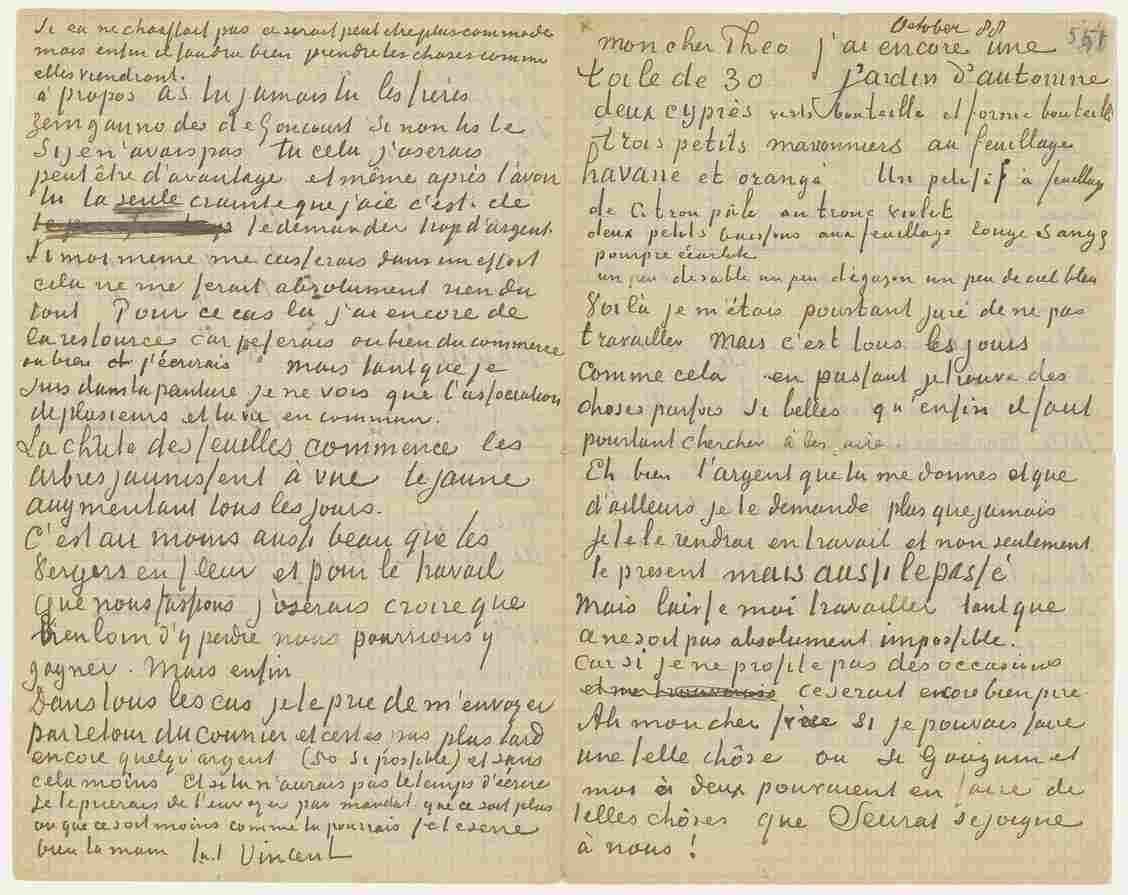 Si ça ne chauffait pas ce serait peut etre plus commode
mais enfin il faudra bien prendre les choses comme
elles viendront.
à propos as tu jamais lu les frères
Zemganno des de Goncourt Si non lis le
Si je n'avais pas lu cela j'oserais
peut être d'avantage et même après l'avoir
lu la seule crainte que j'aie c'est de
te demander trop d'argent.
Si moi même me casserais dans un effort
cela ne me ferait absolument rien du
tout Pour ce cas là j'ai encore de
la ressource car je ferais ou bien du commerce
ou bien j'écrirais mais tant que je
suis dans la peinture je ne vois que l'association
de plusieurs et la vie en commun.
La chûte des feuilles commence les
arbres jaunissent à vue le jaune
augmentant tous les jours.
C'est au moins aussi beau que les
Vergers en fleur et pour le travail
que nous fassions j'oserais croire que
bien loin d'y perdre nous pourrions y
gagner. Mais enfin
Dans tous les cas je te prie de m'envoyer
par retour du courrier et certes pas plus tard
encore quelqu'argent (50 si possible) et sans
cela moins Et si tu n'aurais pas le temps d'écrire
je te prierais de l'envoyer par mandat que ce soit plus
ou que ce soit moins comme tu pourrais je te serre
bien la main t. à t. Vincent
October 88
551
mon cher Theo j'ai encore une
toile de 30 jardin d'automne
deux cyprès verts bouteille et forme bouteille
trois petits maronniers au feuillage
havane et orangé Un petit if à feuillage
de citron pâle au tronc violet
deux petits buissons aux feuillage rouge sang
pourpre écarlate
un peu de sable un peu de gazon un peu de ciel bleu
Voilà je m'étais pourtant juré de ne pas
travailler Mais c'est tous les jours
comme cela en passant je trouve des
choses parfois si belles qu'enfin il faut
pourtant chercher à les faire.
Eh bien l'argent que tu me donnes et que
d'ailleurs je te demande plus que jamais
je te le rendrai en travail et non seulement
le present mais aussi le passé
Mais laisse moi travailler tant que
ça ne soit pas absolument impossible.
Car si je ne profite pas des occasions
ce serait encore bien pire
Ah mon cher frère si je pouvais faire
une telle chôse ou si Gauguin et
moi à deux pouvaient en faire de
telles chôses que Seurat se joigne
à nous!